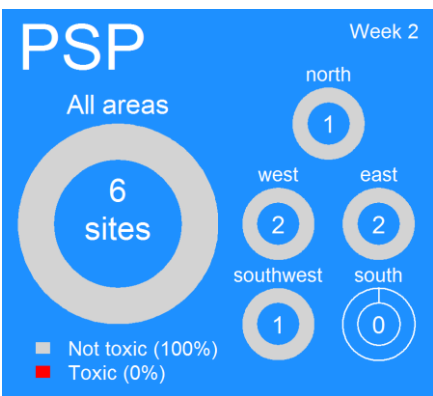 PSP
Week 2
All areas
6
sites
north
1
west
2
east
2
southwest
1
south
0
Not toxic (100%)
Toxic (0%)